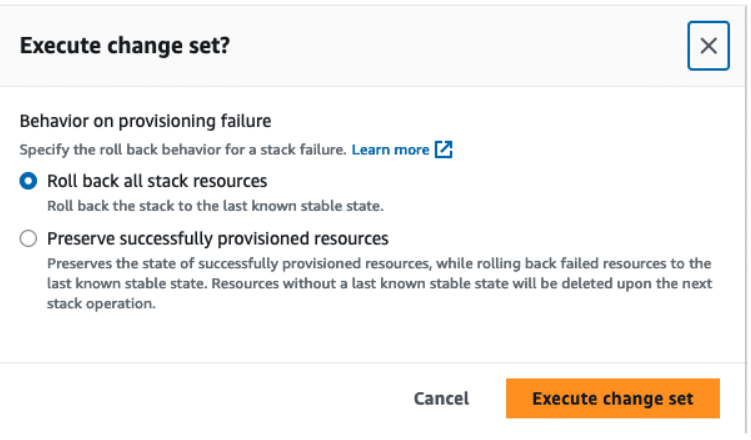 Execute change set?
Behavior on provisioning failure
Specify the roll back behavior for a stack failure. Learn more
Roll back all stack resources
Roll back the stack to the last known stable state.
Preserve successfully provisioned resources
Preserves the state of successfully provisioned resources, while rolling back failed resources to the
last known stable state. Resources without a last known stable state will be deleted upon the next
stack operation.
Cancel Execute change set